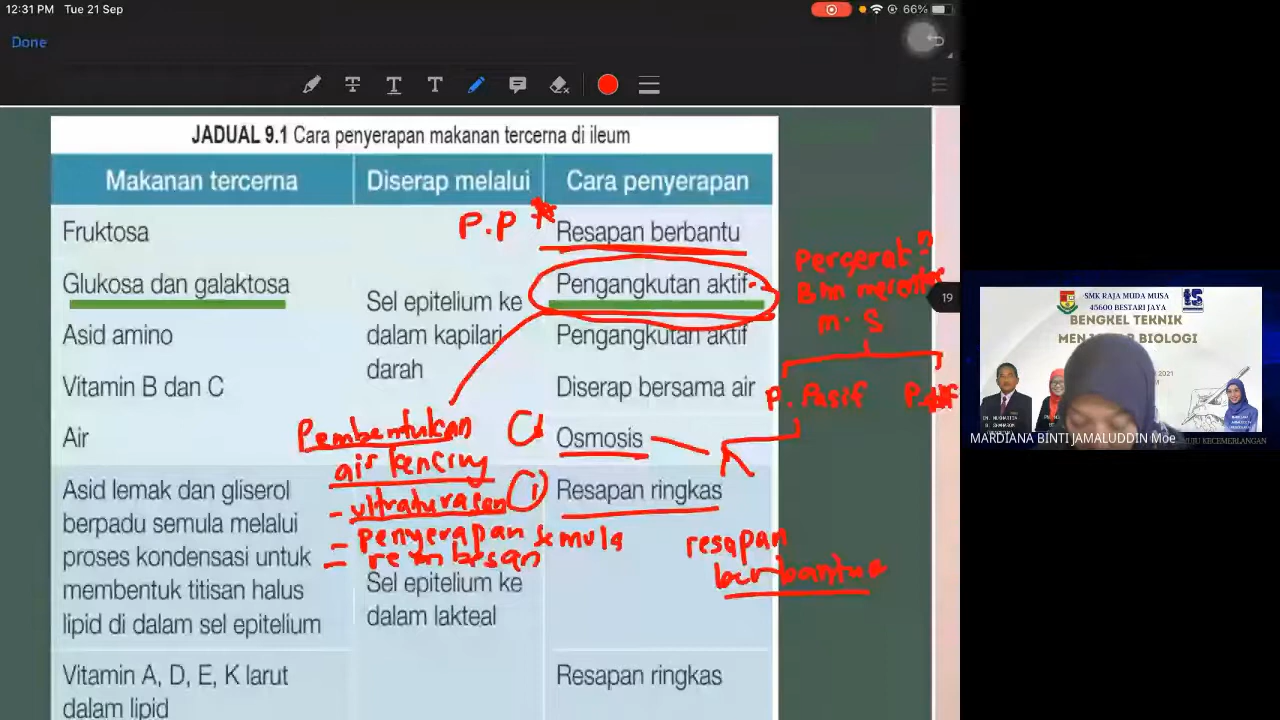 12:31 PM Tue 21 Sep
66%
Done
T
T
JADUAL 9.1 Cara penyerapan makanan tercerna di ileum
Makanan tercerna
Diserap melalui
Cara penyerapan
Fruktosa
P.P
Resapan berbantu
Glukosa dan galaktosa
Pengangkutan aktif
Sel epitelium ke
dalam kapilari
darah
Asid amino
Pengangkutan aktif
Vitamin B dan C
Diserap bersama air
Air
Osmosis
Asid lemak dan gliserol
berpadu semula melalui
proses kondensasi untuk
membentuk titisan halus
lipid di dalam sel epitelium
Sel epitelium ke
dalam lakteal
Resapan ringkas
Vitamin A, D, E, K larut
dalam lipid
Resapan ringkas
Pergerakn
m.s
P. Pasif
Pembentukan
air kencing
- penyerapan semula
resapan
19
SMK RAJA MUDA MUSA
45600 BESTARI JAYA
BENGKEL TEKNIK
BIOLOGI
MARDIANA BINTI JAMALUDDIN Moe
KECEMERLANGAN